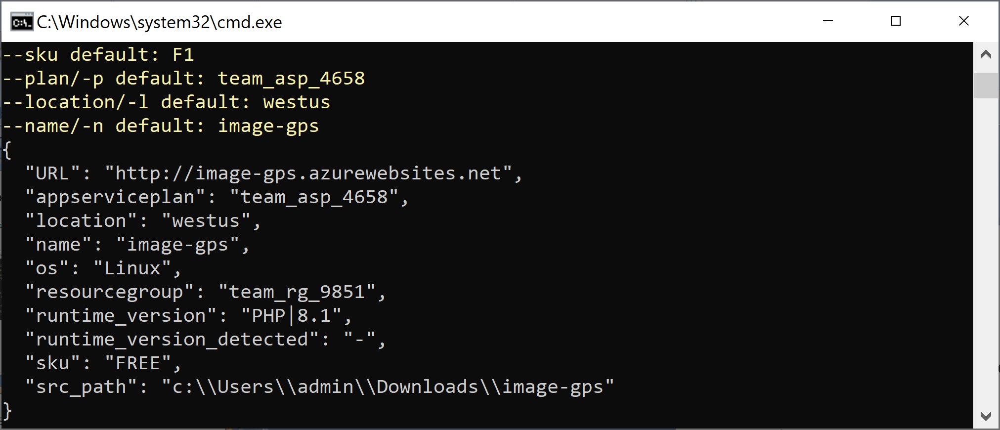 C:\Windows\system32\cmd.exe
--sku default: F1
--plan/-p default: team_asp_4658
--location/-l default: westus
--name/-n default: image-gps
{
  "URL": "http://image-gps.azurewebsites.net",
  "appserviceplan": "team_asp_4658",
  "location": "westus",
  "name": "image-gps",
  "os": "Linux",
  "resourcegroup": "team_rg_9851",
  "runtime_version": "PHP|8.1",
  "runtime_version_detected": "-",
  "sku": "FREE",
  "src_path": "c:\\Users\\admin\\Downloads\\image-gps"
}